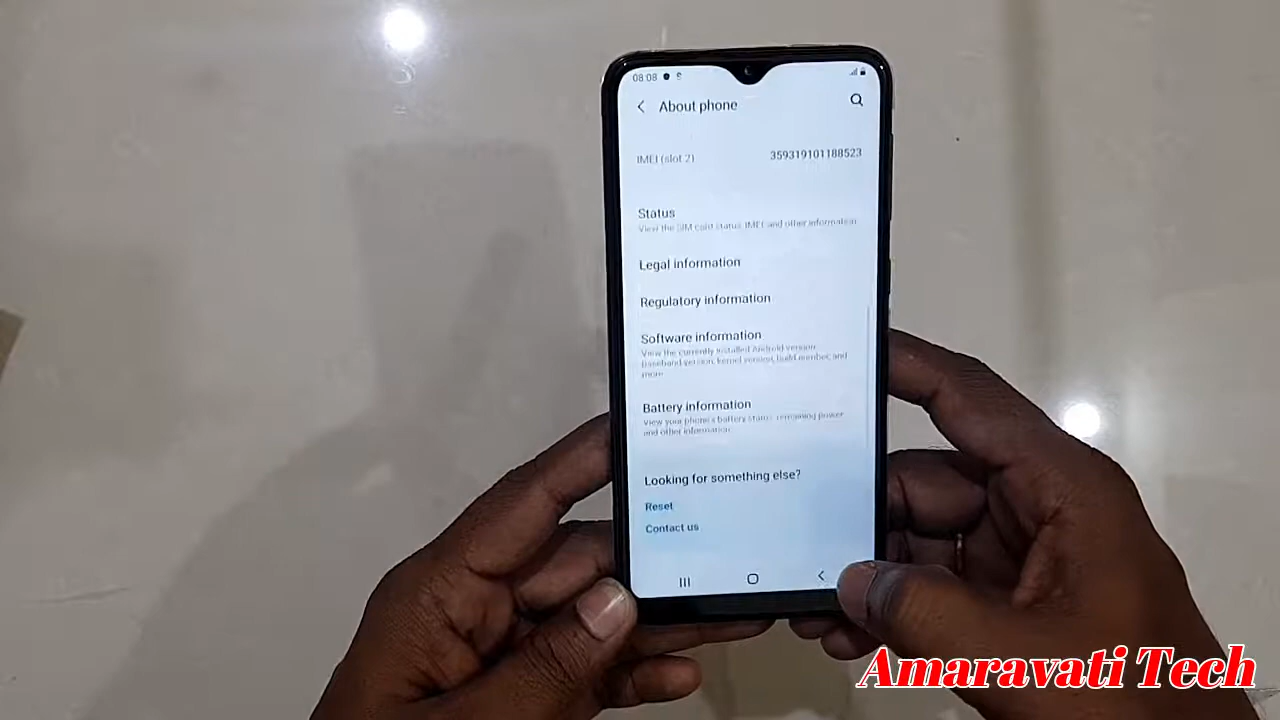 08:08
About phone
IMEI (slot 2) 359319101188523
Status
View the SIM card status, IMEI, and other information.
Legal information
Regulatory information
Software information
View the currently installed Android version,
baseband version, kernel version, build number, and
more.
Battery information
View your phone's battery status, remaining power
and other information.
Looking for something else?
Reset
Contact us
Amaravati Tech